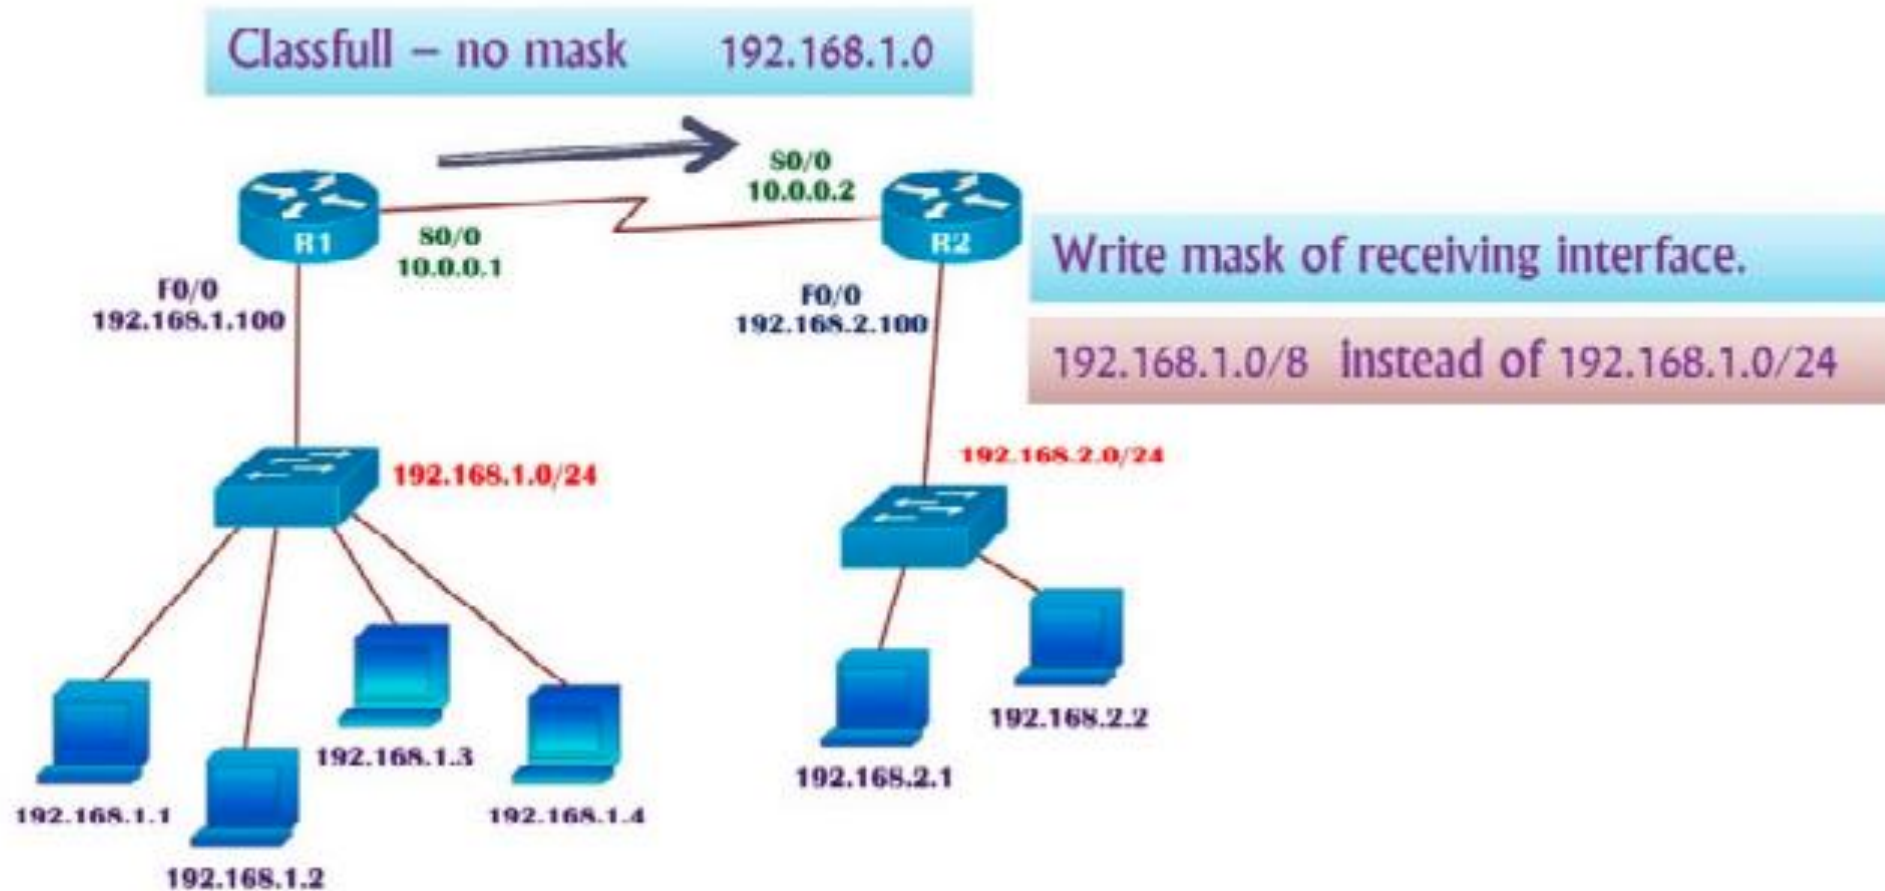 Classfull – no mask 192.168.1.0
S0/0
10.0.0.2
R1
R2
S0/0
10.0.0.1
Write mask of receiving interface.
F0/0
192.168.1.100
F0/0
192.168.2.100
192.168.1.0/8 instead of 192.168.1.0/24
192.168.1.0/24
192.168.2.0/24
192.168.1.3
192.168.2.2
192.168.2.1
192.168.1.1
192.168.1.4
192.168.1.2